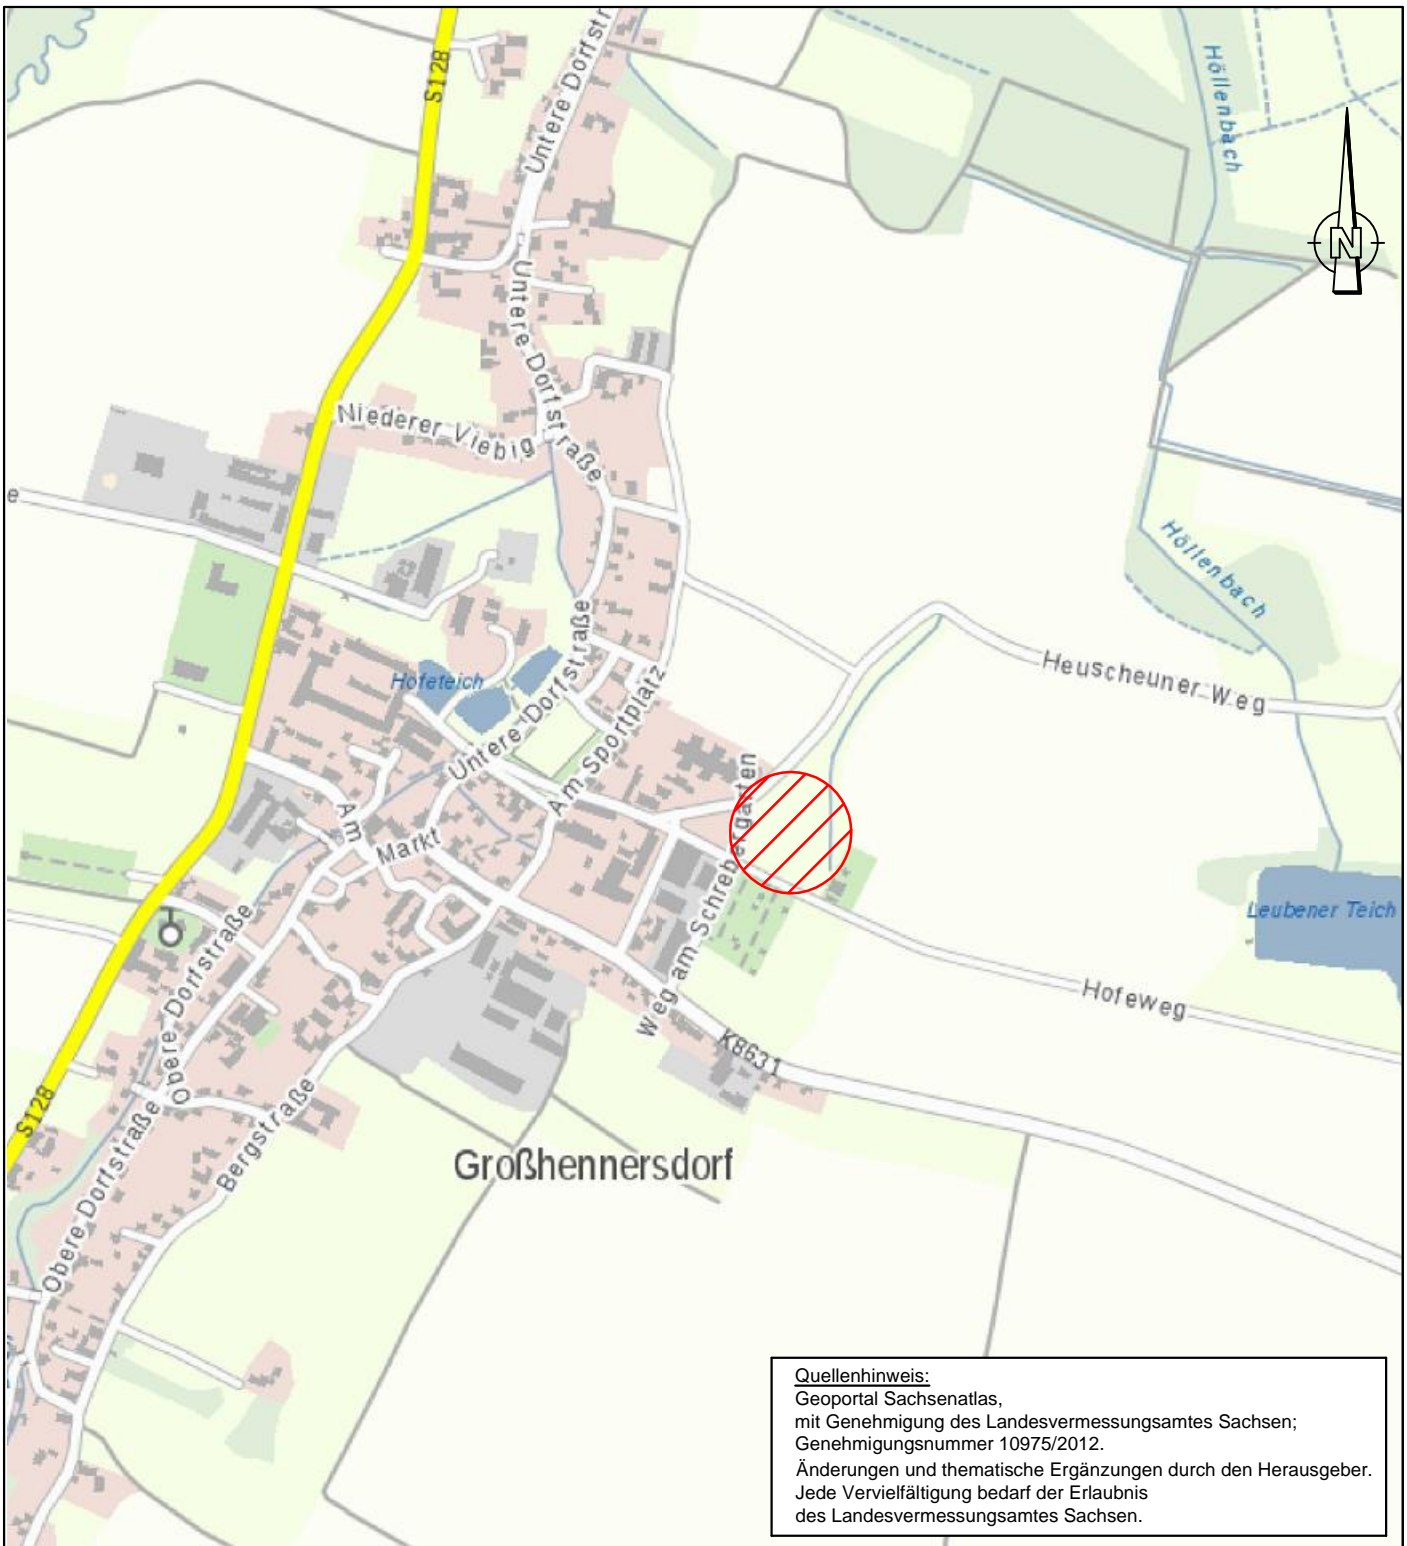 S128
Untere Dorfstr
Höllenbach
N
Untere Dorfstraße
Niederer Viebig
e
Höllenbach
Heuscheuner Weg
Hofeteich
Untere Dorfstraße
Am Sportplatz
Am Markt
Weg am Schrebergarten
Leubener Teich
Obere Dorfstraße
Hofeweg
K8631
S128
Obere Dorfstraße
Bergstraße
Großhennersdorf
Quellenhinweis:
Geoportal Sachsenatlas,
mit Genehmigung des Landesvermessungsamtes Sachsen;
Genehmigungsnummer 10975/2012.
Änderungen und thematische Ergänzungen durch den Herausgeber.
Jede Vervielfältigung bedarf der Erlaubnis
des Landesvermessungsamtes Sachsen.